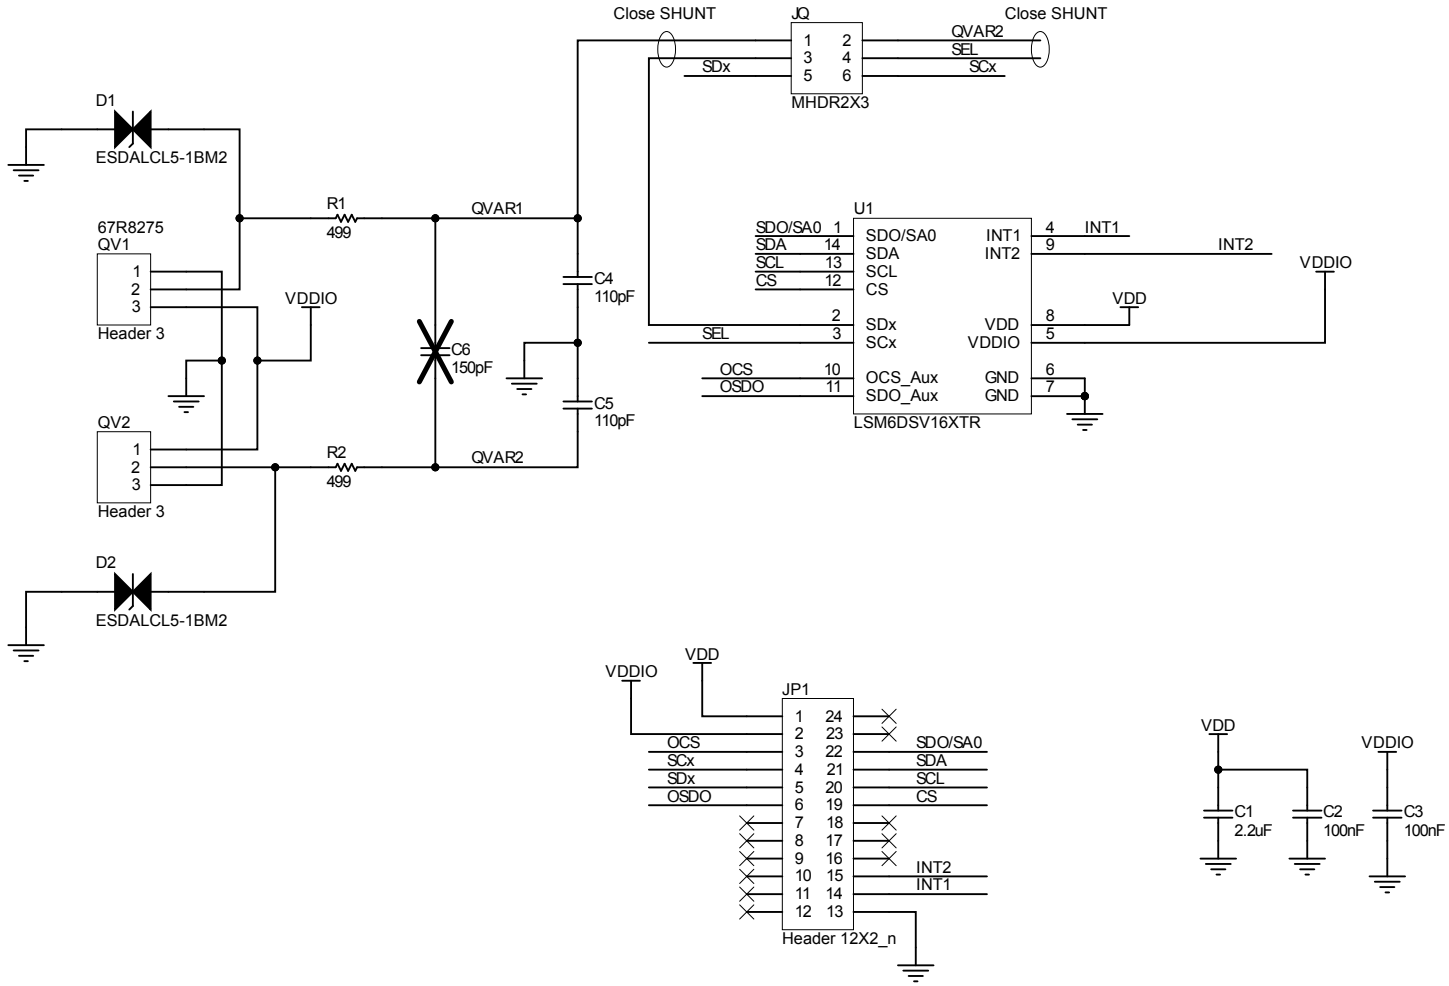 Close SHUNT
JQ
Close SHUNT
1 2 QVAR2
3 4 SEL
SDx 5 6 SCx
MHDR2X3
D1
ESDALCL5-1BM2
67R8275
QV1
1
2
3
Header 3
VDDIO
R1
499
QVAR1
C4
110pF
C6
150pF
C5
110pF
QV2
1
2
3
Header 3
R2
499
QVAR2
D2
ESDALCL5-1BM2
U1
SDO/SA0 1 SDO/SA0 INT1 4 INT1
SDA 14 SDA INT2 9 INT2
SCL 13 SCL
CS 12 CS
2 SDx VDD 8 VDD
SEL 3 SCx VDDIO 5 VDDIO
OCS 10 OCS_Aux GND 6
OSDO 11 SDO_Aux GND 7
LSM6DSV16XTR
VDDIO
VDD
JP1
1 24
2 23
OCS 3 22 SDO/SA0
SCx 4 21 SDA
SDx 5 20 SCL
OSDO 6 19 CS
7 18
8 17
9 16
10 15 INT2
11 14 INT1
12 13
Header 12X2_n
VDD
VDDIO
C1
2.2uF
C2
100nF
C3
100nF